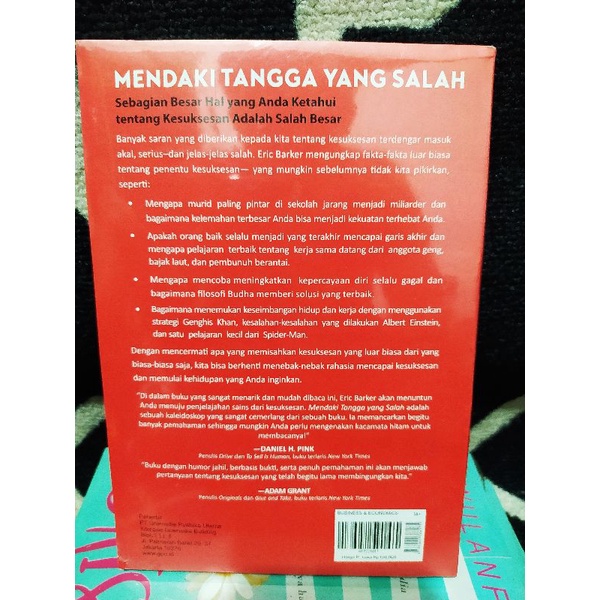 MENDAKI TANGGA YANG SALAH
Sebagian Besar Hal yang Anda Ketahui
tentang Kesuksesan Adalah Salah Besar
Banyak saran yang diberikan kepada kita tentang kesuksesan terdengar masuk
akal, serius–dan jelas-jelas salah. Eric Barker mengungkap fakta-fakta luar biasa
tentang penentu kesuksesan— yang mungkin sebelumnya tidak kita pikirkan,
seperti:
• Mengapa murid paling pintar di sekolah jarang menjadi miliarder dan
bagaimana kelemahan terbesar Anda bisa menjadi kekuatan terhebat Anda.
• Apakah orang baik selalu menjadi yang terakhir mencapai garis akhir dan
mengapa pelajaran terbaik tentang kerja sama datang dari anggota geng,
bajak laut, dan pembunuh berantai.
• Mengapa mencoba meningkatkan kepercayaan diri selalu gagal dan
bagaimana filosofi Budha memberi solusi yang terbaik.
• Bagaimana menemukan keseimbangan hidup dan kerja dengan menggunakan
strategi Genghis Khan, kesalahan-kesalahan yang dilakukan Albert Einstein,
dan satu pelajaran kecil dari Spider-Man.
Dengan mencermati apa yang memisahkan kesuksesan yang luar biasa dari yang
biasa-biasa saja, kita bisa berhenti menebak-nebak rahasia mencapai kesuksesan
dan memulai kehidupan yang Anda inginkan.
"Di dalam buku yang sangat menarik dan mudah dibaca ini, Eric Barker akan menuntun
Anda menuju penjelajahan sains dari kesuksesan. Mendaki Tangga yang Salah adalah
sebuah kaleidoskop yang sangat cemerlang dari sebuah buku. Ia memancarkan begitu
banyak pemahaman sehingga mungkin Anda perlu mengenakan kacamata hitam untuk
membacanya!"
—DANIEL H. PINK
Penulis Drive dan To Sell Is Human, buku terlaris New York Times
"Buku dengan humor jahil, berbasis bukti, serta penuh pemahaman ini akan menjawab
pertanyaan tentang kesuksesan yang telah begitu lama membingungkan kita."
—ADAM GRANT
Penulis Originals dan Give and Take, buku terlaris New York Times
Penerbit
PT Gramedia Pustaka Utama
Kompas Gramedia Building
Jl. Palmerah Barat
Jakarta 10270
BUSINESS & ECONOMICS